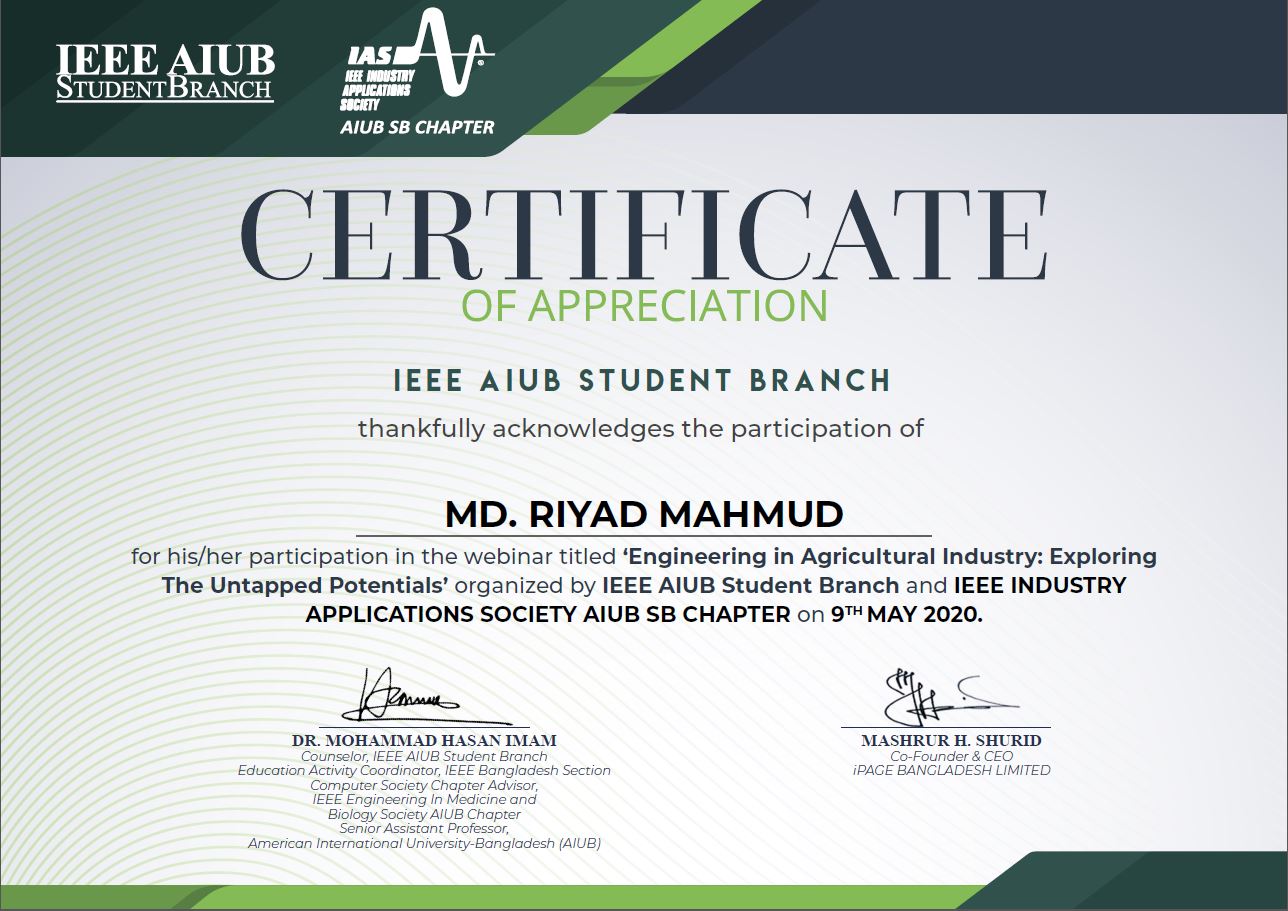 IEEE AIUB
STUDENTBRANCH
IAS
IEEE INDUSTRY
APPLICATIONS
SOCIETY
®
AIUB SB CHAPTER
CERTIFICATE
OF APPRECIATION
IEEE AIUB STUDENT BRANCH
thankfully acknowledges the participation of
MD. RIYAD MAHMUD
for his/her participation in the webinar titled ‘Engineering in Agricultural Industry: Exploring
The Untapped Potentials’ organized by IEEE AIUB Student Branch and IEEE INDUSTRY
APPLICATIONS SOCIETY AIUB SB CHAPTER on 9TH MAY 2020.
DR. MOHAMMAD HASAN IMAM
Counselor, IEEE AIUB Student Branch
Education Activity Coordinator, IEEE Bangladesh Section
Computer Society Chapter Advisor,
IEEE Engineering In Medicine and
Biology Society AIUB Chapter
Senior Assistant Professor,
American International University-Bangladesh (AIUB)
MASHRUR H. SHURID
Co-Founder & CEO
iPAGE BANGLADESH LIMITED